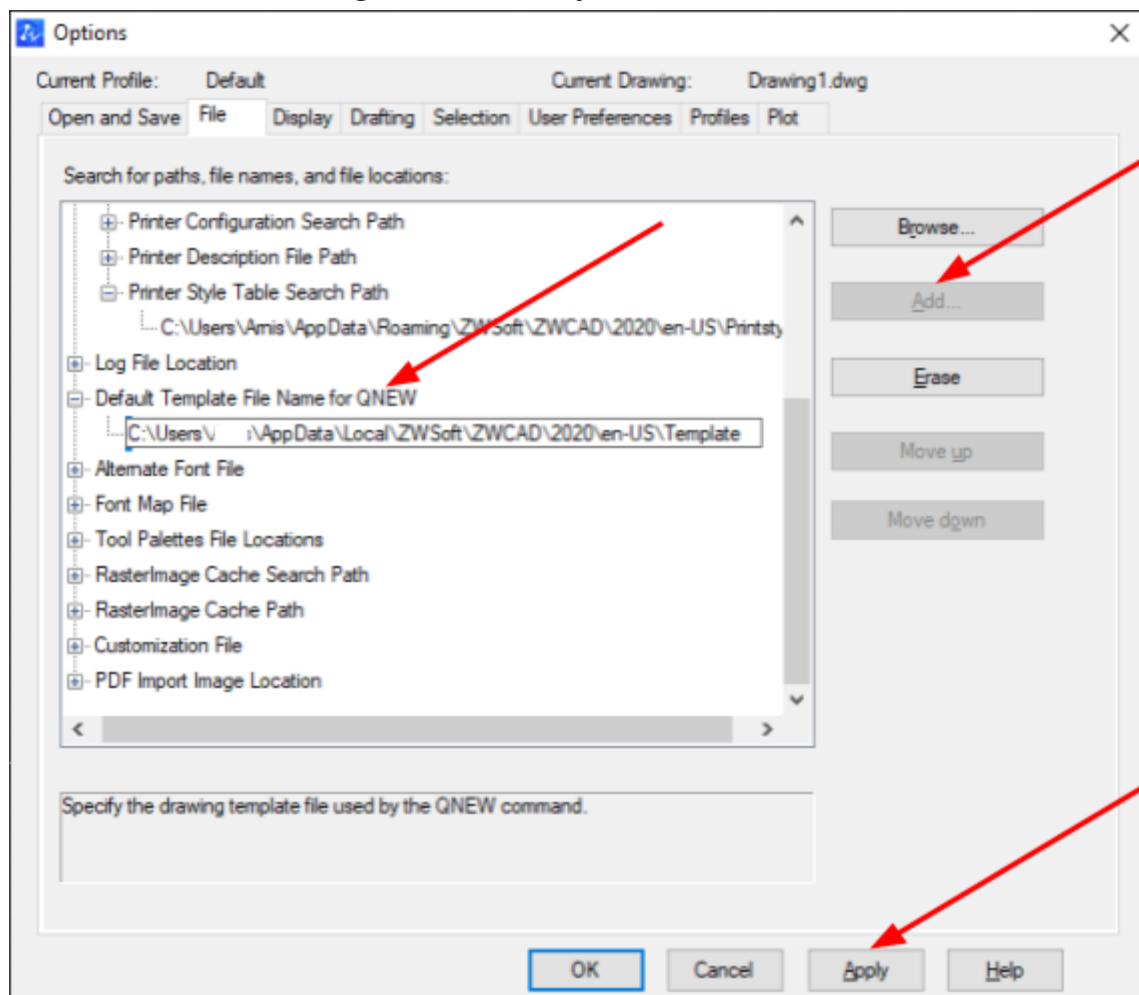 Options
Current Profile: Default Current Drawing: Drawing1.dwg
Open and Save File Display Drafting Selection User Preferences Profiles Plot
Search for paths, file names, and file locations:
Printer Configuration Search Path
Browse...
Printer Description File Path
Printer Style Table Search Path
Add...
C:\Users\Arnis\AppData\Roaming\ZWSoft\ZWCAD\2020\en-US\Printsty
Log File Location
Erase
Default Template File Name for QNEW
C:\Users\ \AppData\Local\ZWSoft\ZWCAD\2020\en-US\Template
Move up
Alternate Font File
Font Map File
Move down
Tool Palettes File Locations
RasterImage Cache Search Path
RasterImage Cache Path
Customization File
PDF Import Image Location
Specify the drawing template file used by the QNEW command.
OK Cancel Apply Help